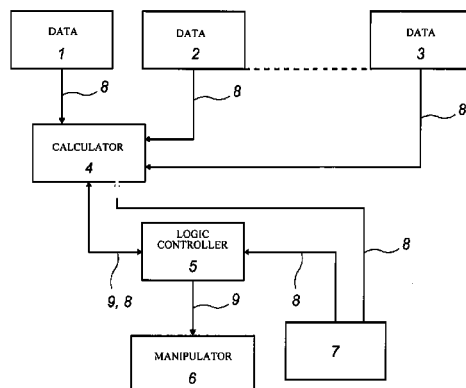 DATA
1
DATA
2
DATA
3
8
8
8
CALCULATOR
4
LOGIC
CONTROLLER
5
8
9, 8
9
8
MANIPULATOR
6
7